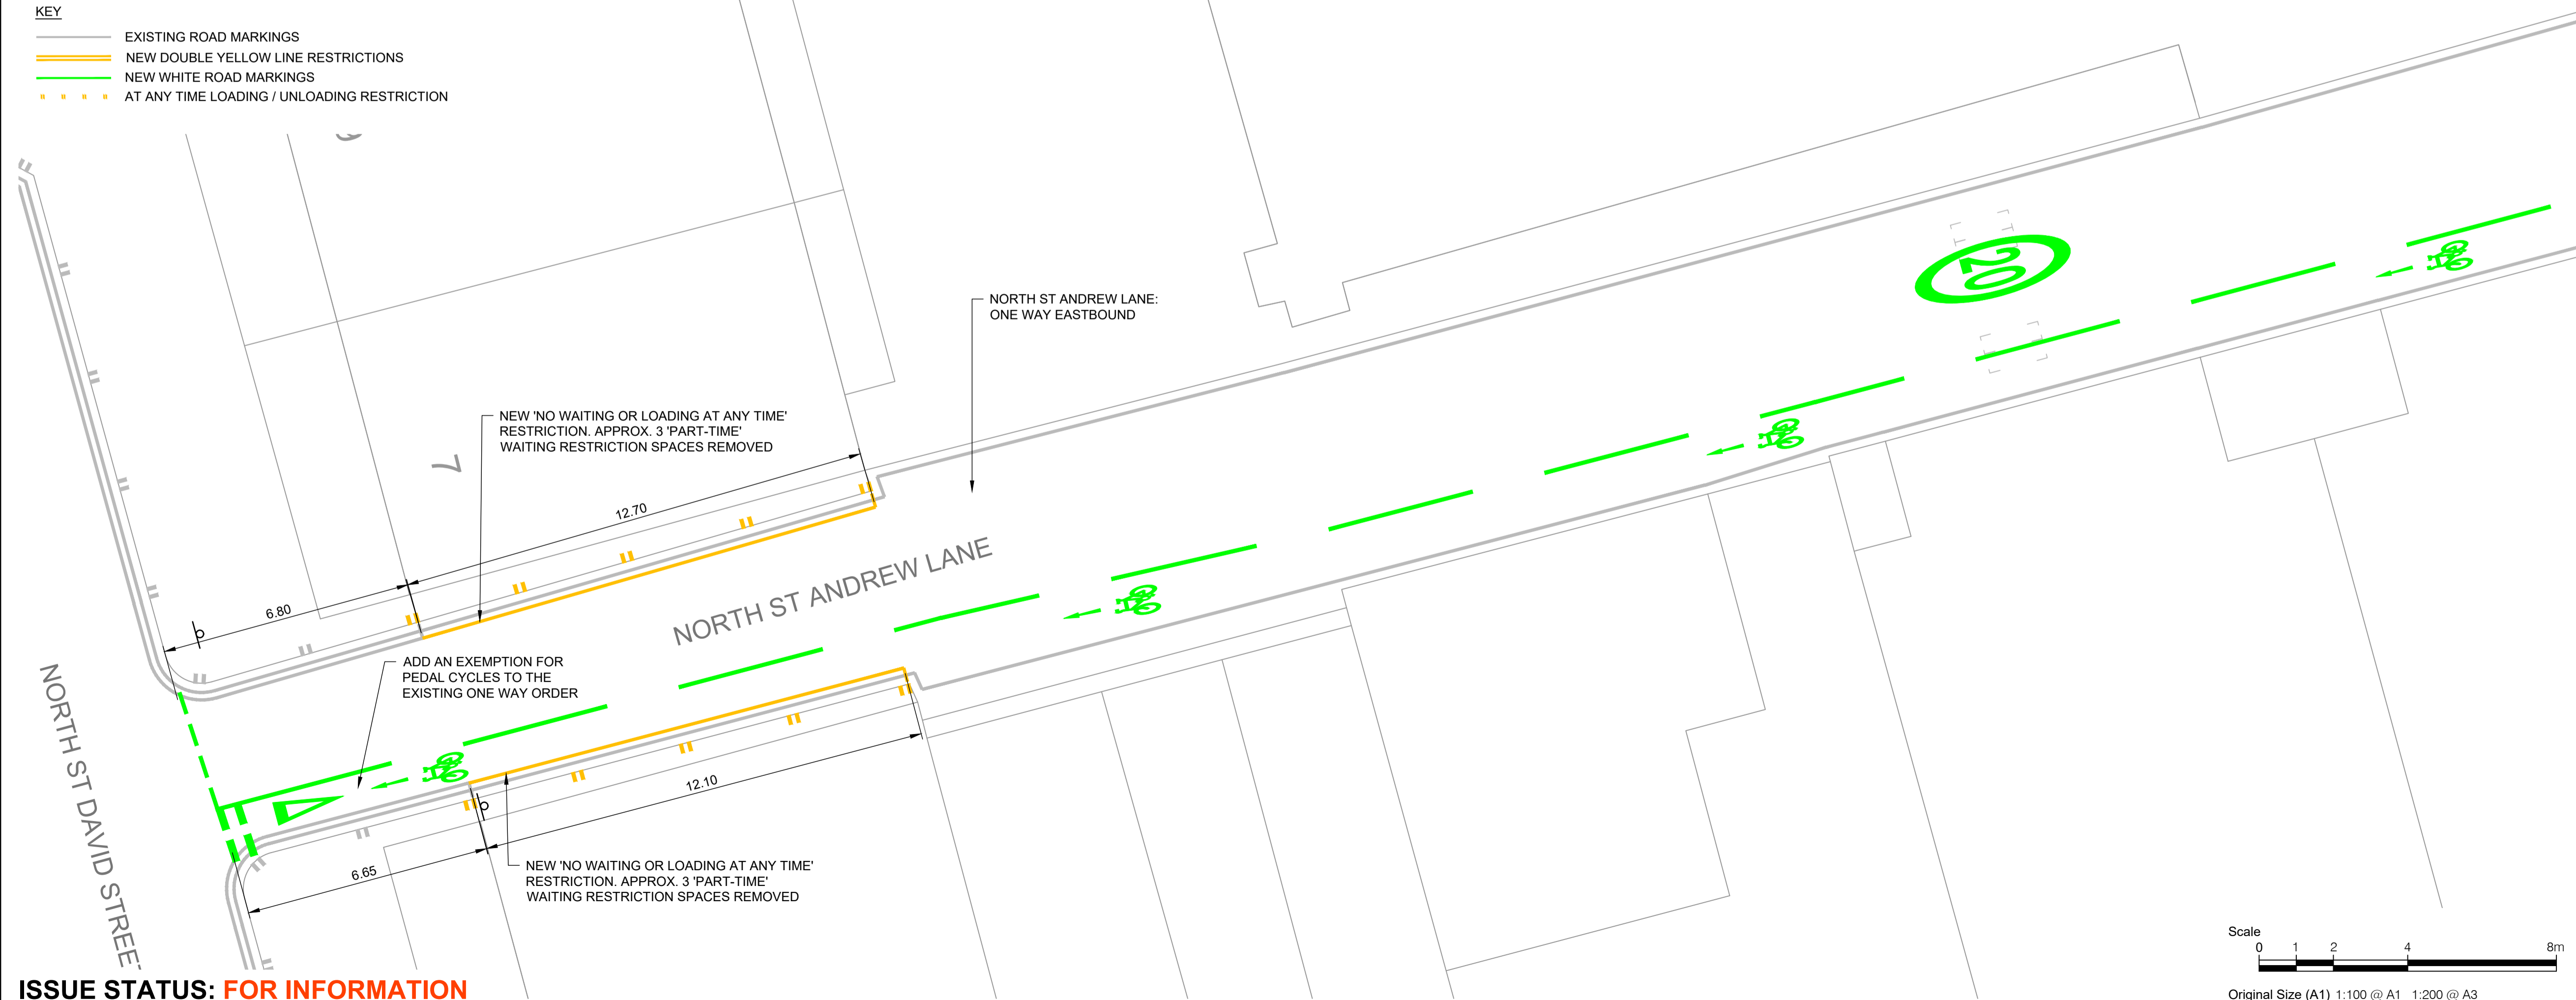 KEY
EXISTING ROAD MARKINGS
NEW DOUBLE YELLOW LINE RESTRICTIONS
NEW WHITE ROAD MARKINGS
AT ANY TIME LOADING / UNLOADING RESTRICTION
9
20
NORTH ST ANDREW LANE:
ONE WAY EASTBOUND
NEW 'NO WAITING OR LOADING AT ANY TIME'
RESTRICTION. APPROX. 3 'PART-TIME'
WAITING RESTRICTION SPACES REMOVED
7
12.70
6.80
NORTH ST ANDREW LANE
ADD AN EXEMPTION FOR
PEDAL CYCLES TO THE
EXISTING ONE WAY ORDER
NORTH ST DAVID STREET
12.10
6.65
NEW 'NO WAITING OR LOADING AT ANY TIME'
RESTRICTION. APPROX. 3 'PART-TIME'
WAITING RESTRICTION SPACES REMOVED
Scale
0 1 2 4 8m
ISSUE STATUS: FOR INFORMATION
Original Size (A1) 1:100 @ A1 1:200 @ A3